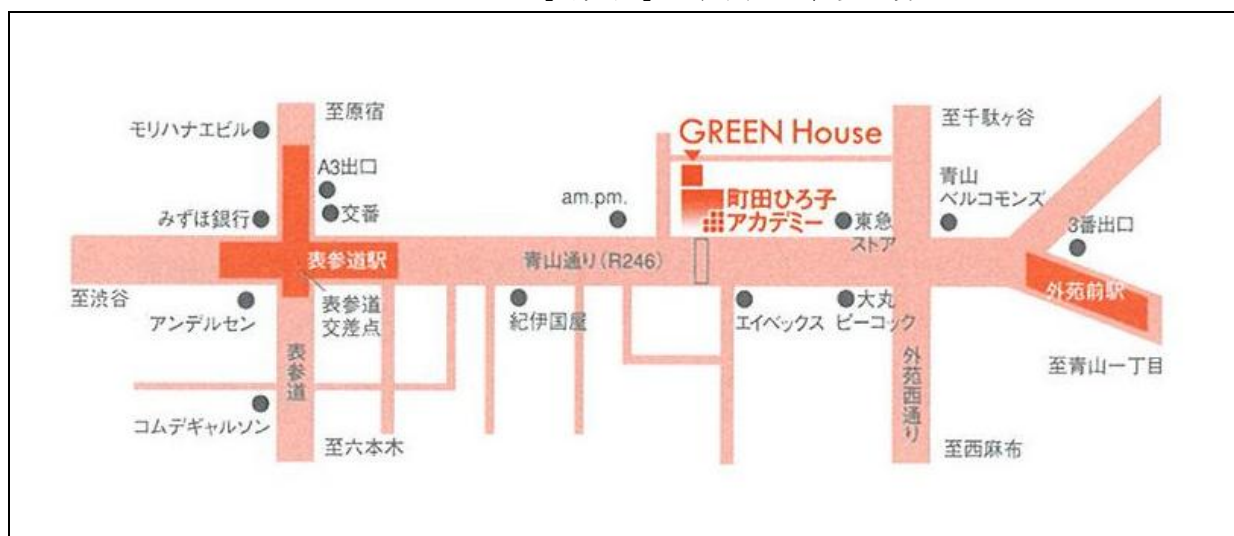 至原宿
モリハナエビル
A3出口
みずほ銀行
交番
表参道駅
至渋谷
アンデルセン
表参道
交差点
表参道
コムデギャルソン
至六本木
am.pm.
青山通り(R246)
紀伊国屋
GREEN House
町田ひろ子
アカデミー
東急
ストア
エイベックス
大丸
ピーコック
至千駄ヶ谷
青山
ベルコモンズ
3番出口
外苑前駅
至青山一丁目
外苑西通り
至西麻布